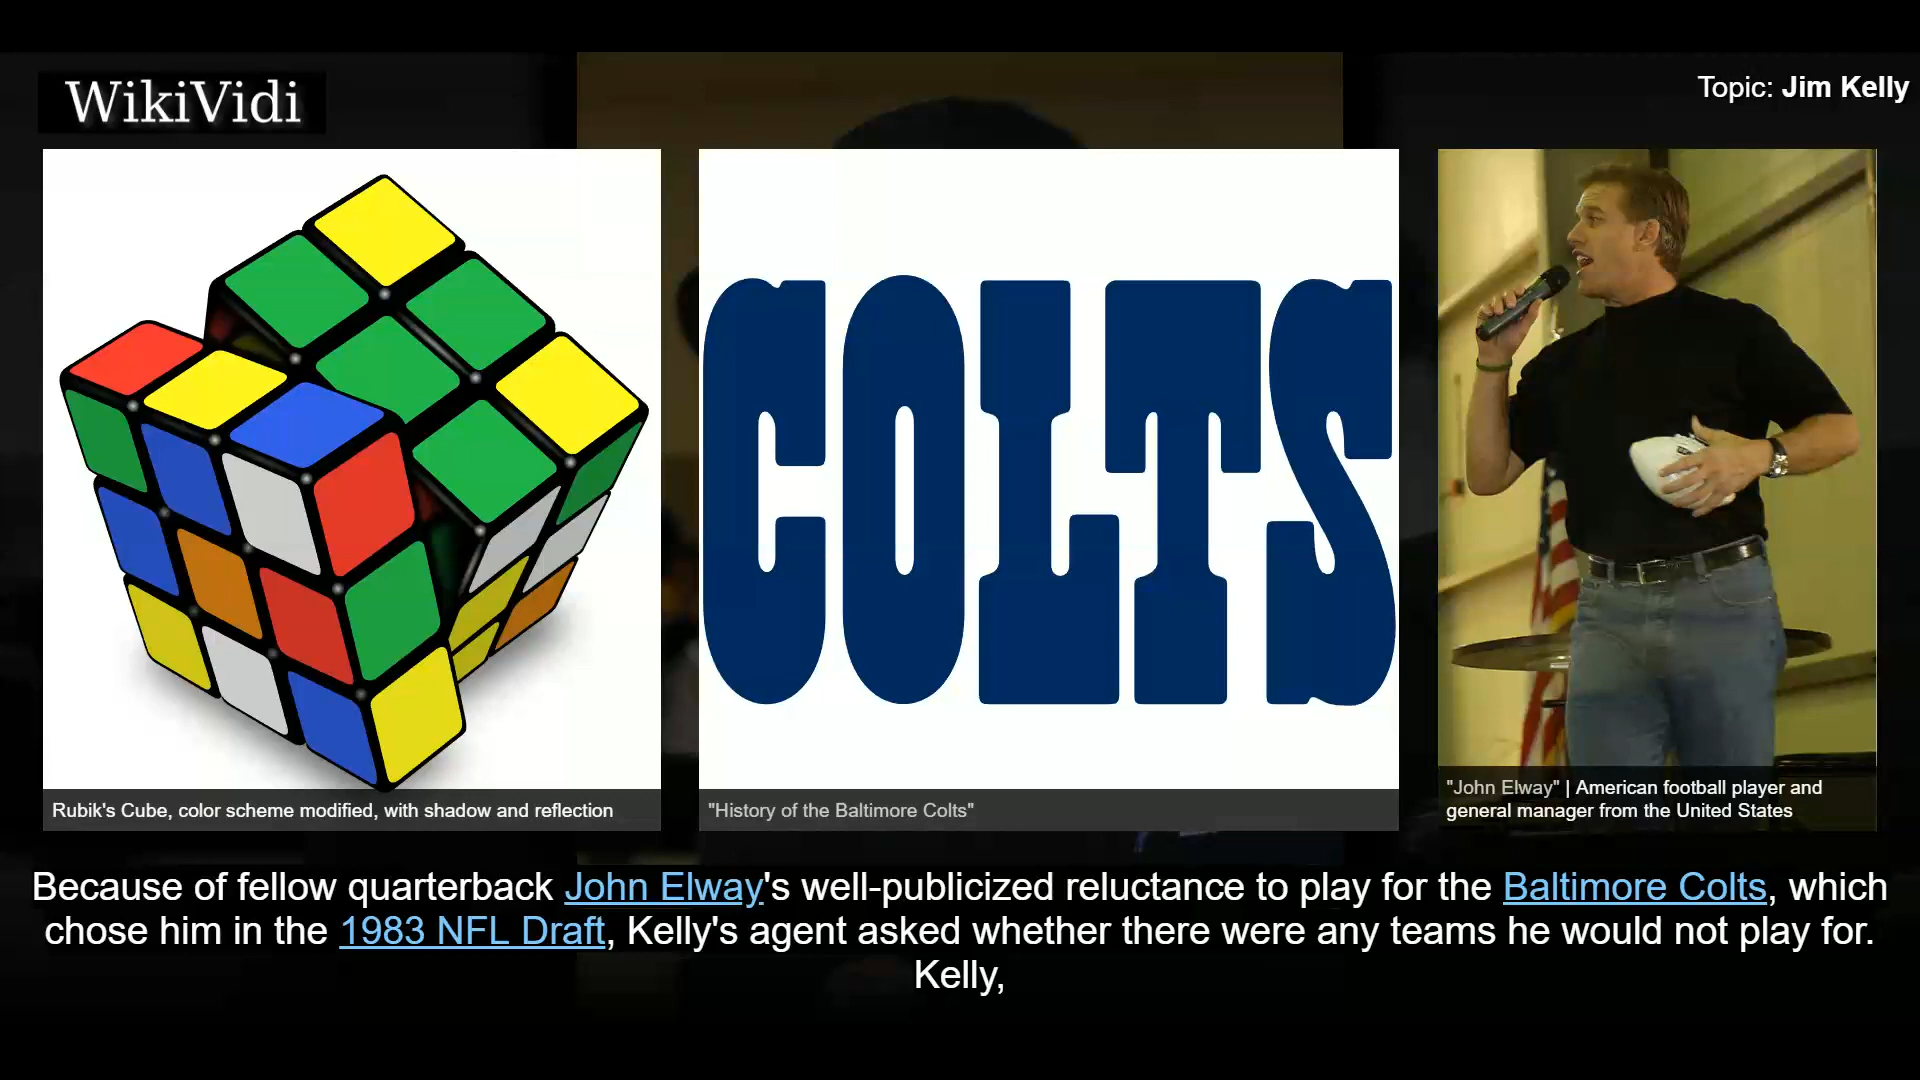 WikiVidi
Topic: Jim Kelly
COLTS
Rubik's Cube, color scheme modified, with shadow and reflection
"History of the Baltimore Colts"
"John Elway" | American football player and
general manager from the United States
Because of fellow quarterback John Elway's well-publicized reluctance to play for the Baltimore Colts, which
chose him in the 1983 NFL Draft, Kelly's agent asked whether there were any teams he would not play for.
Kelly,